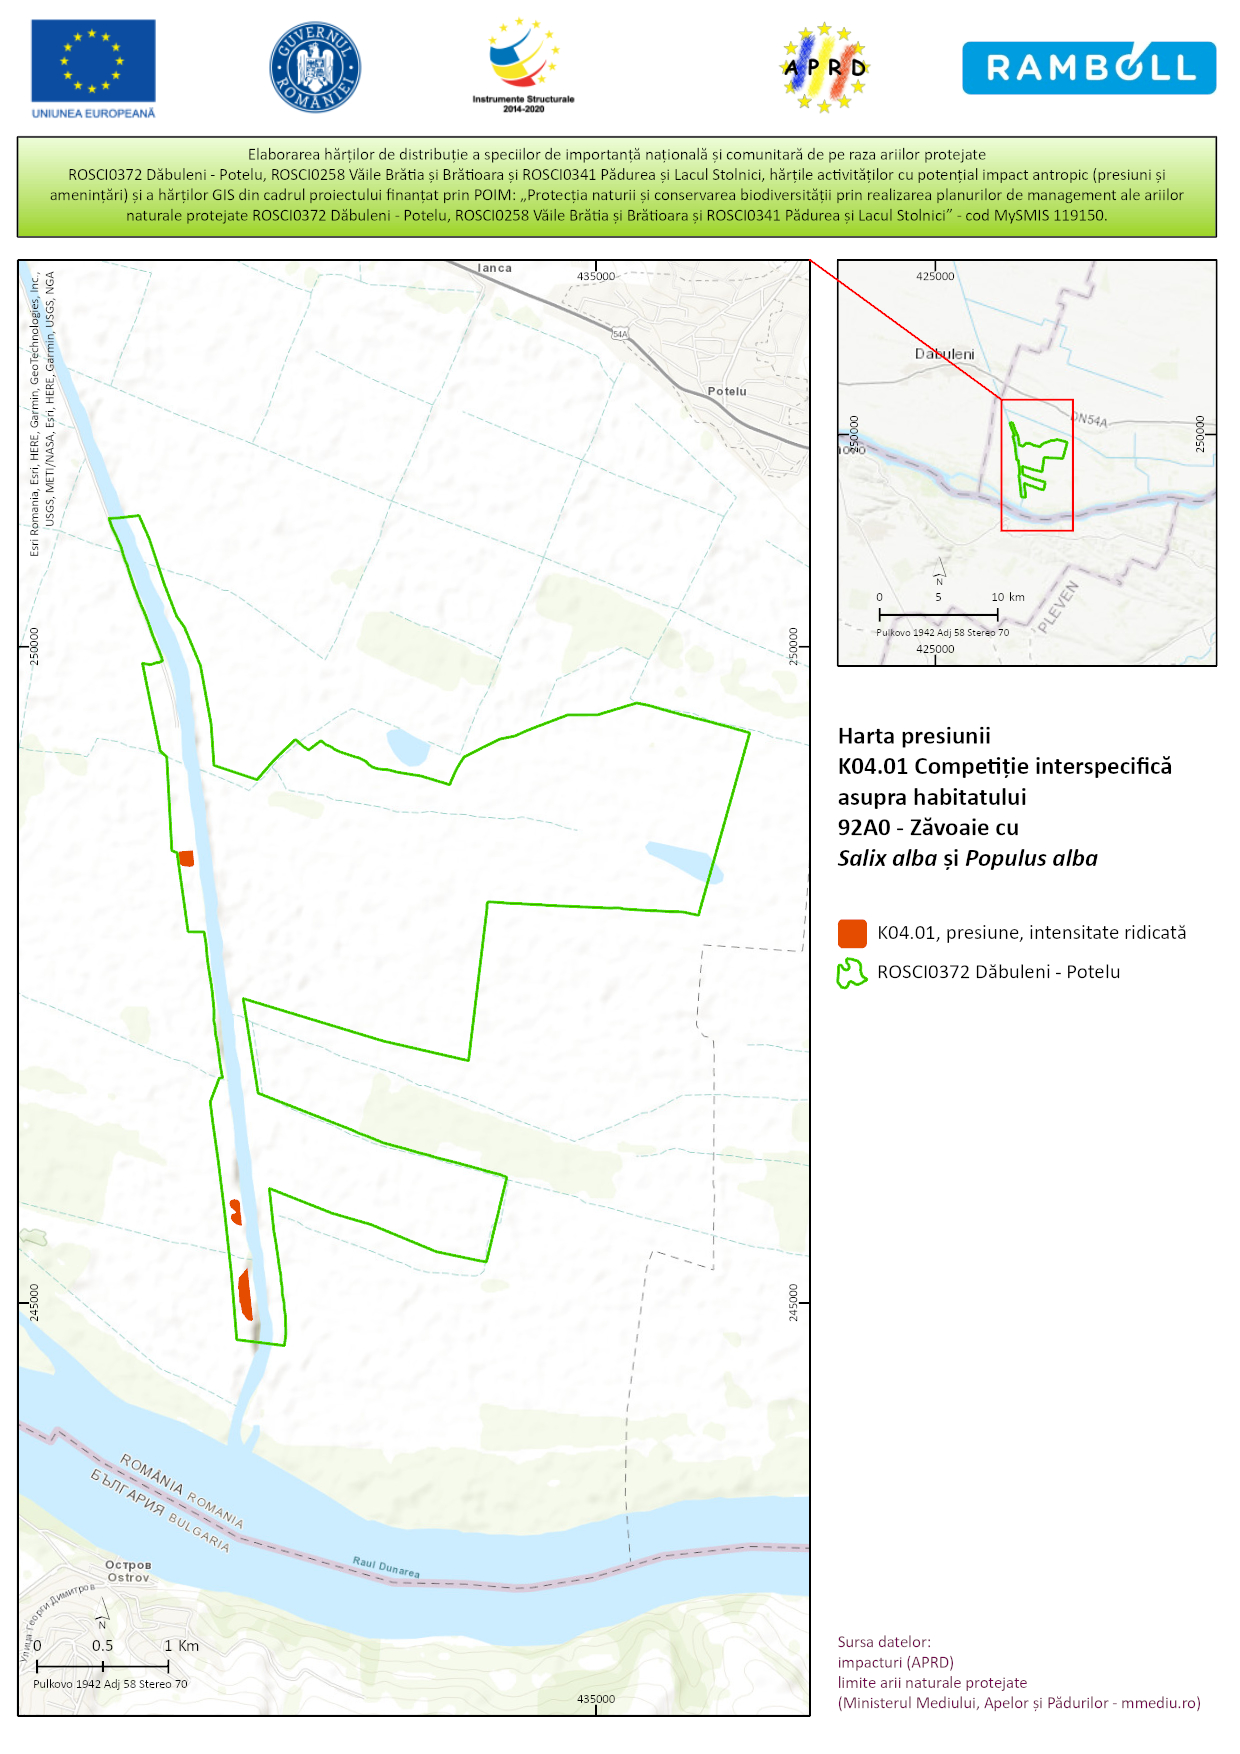 UNIUNEA EUROPEANĂ
GUVERNUL ROMÂNIEI
Instrumente Structurale
2014-2020
APRD
RAMBOLL
Elaborarea hărților de distribuție a speciilor de importanță națională și comunitară de pe raza ariilor protejate
ROSCI0372 Dăbuleni - Potelu, ROSCI0258 Văile Brătia și Brătioara și ROSCI0341 Pădurea și Lacul Stolnici, hărțile activităților cu potențial impact antropic (presiuni și
amenințări) și a hărților GIS din cadrul proiectului finanțat prin POIM: „Protecția naturii si conservarea biodiversității prin realizarea planurilor de management ale ariilor
naturale protejate ROSCI0372 Dăbuleni - Potelu, ROSCI0258 Văile Brătia și Brătioara și ROSCI0341 Pădurea și Lacul Stolnici” - cod MySMIS 119150.
Esri Romania, Esri, HERE, Garmin, GeoTechnologies, Inc.,
USGS, METI/NASA, Esri, HERE, Garmin, USGS, NGA
Ianca
435000
54A
Potelu
250000
250000
245000
245000
ROMÂNIA ROMANIA
БЪЛГАРИЯ BULGARIA
Raul Dunarea
Остров
Ostrov
Улица Георги Димитров
N
0 0.5 1 Km
Pulkovo 1942 Adj 58 Stereo 70
435000
425000
Dabuleni
DN54A
250000
250000
N
0 5 10 km
Pulkovo 1942 Adj 58 Stereo 70
PLEVEN
425000
Harta presiunii
K04.01 Competiție interspecifică
asupra habitatului
92A0 - Zăvoaie cu
Salix alba și Populus alba
K04.01, presiune, intensitate ridicată
ROSCI0372 Dăbuleni - Potelu
Sursa datelor:
impacturi (APRD)
limite arii naturale protejate
(Ministerul Mediului, Apelor și Pădurilor - mmediu.ro)